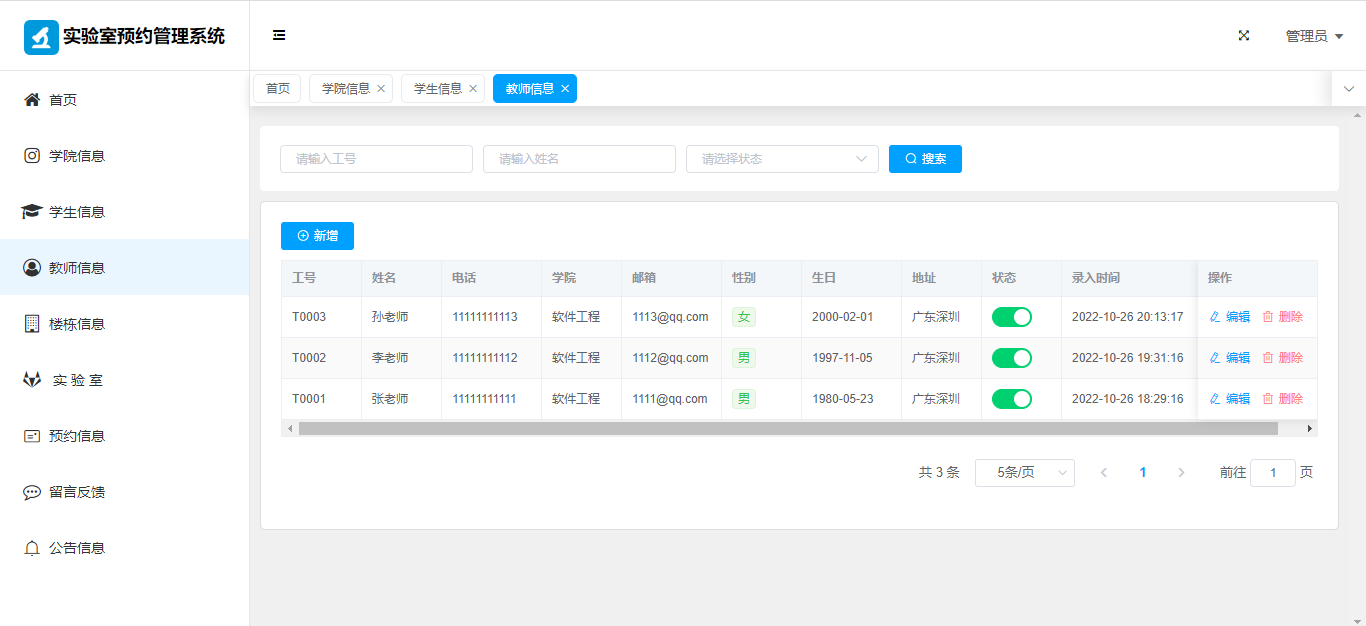 实验室预约管理系统
管理员
首页 学院信息 学生信息 教师信息
首页
学院信息
学生信息
教师信息
楼栋信息
实 验 室
预约信息
留言反馈
公告信息
请输入工号 请输入姓名 请选择状态 搜索
新增
工号 姓名 电话 学院 邮箱 性别 生日 地址 状态 录入时间 操作
T0003 孙老师 11111111113 软件工程 1113@qq.com 女 2000-02-01 广东深圳 2022-10-26 20:13:17 编辑 删除
T0002 李老师 11111111112 软件工程 1112@qq.com 男 1997-11-05 广东深圳 2022-10-26 19:31:16 编辑 删除
T0001 张老师 11111111111 软件工程 1111@qq.com 男 1980-05-23 广东深圳 2022-10-26 18:29:16 编辑 删除
共 3 条 5条/页 1 前往 1 页